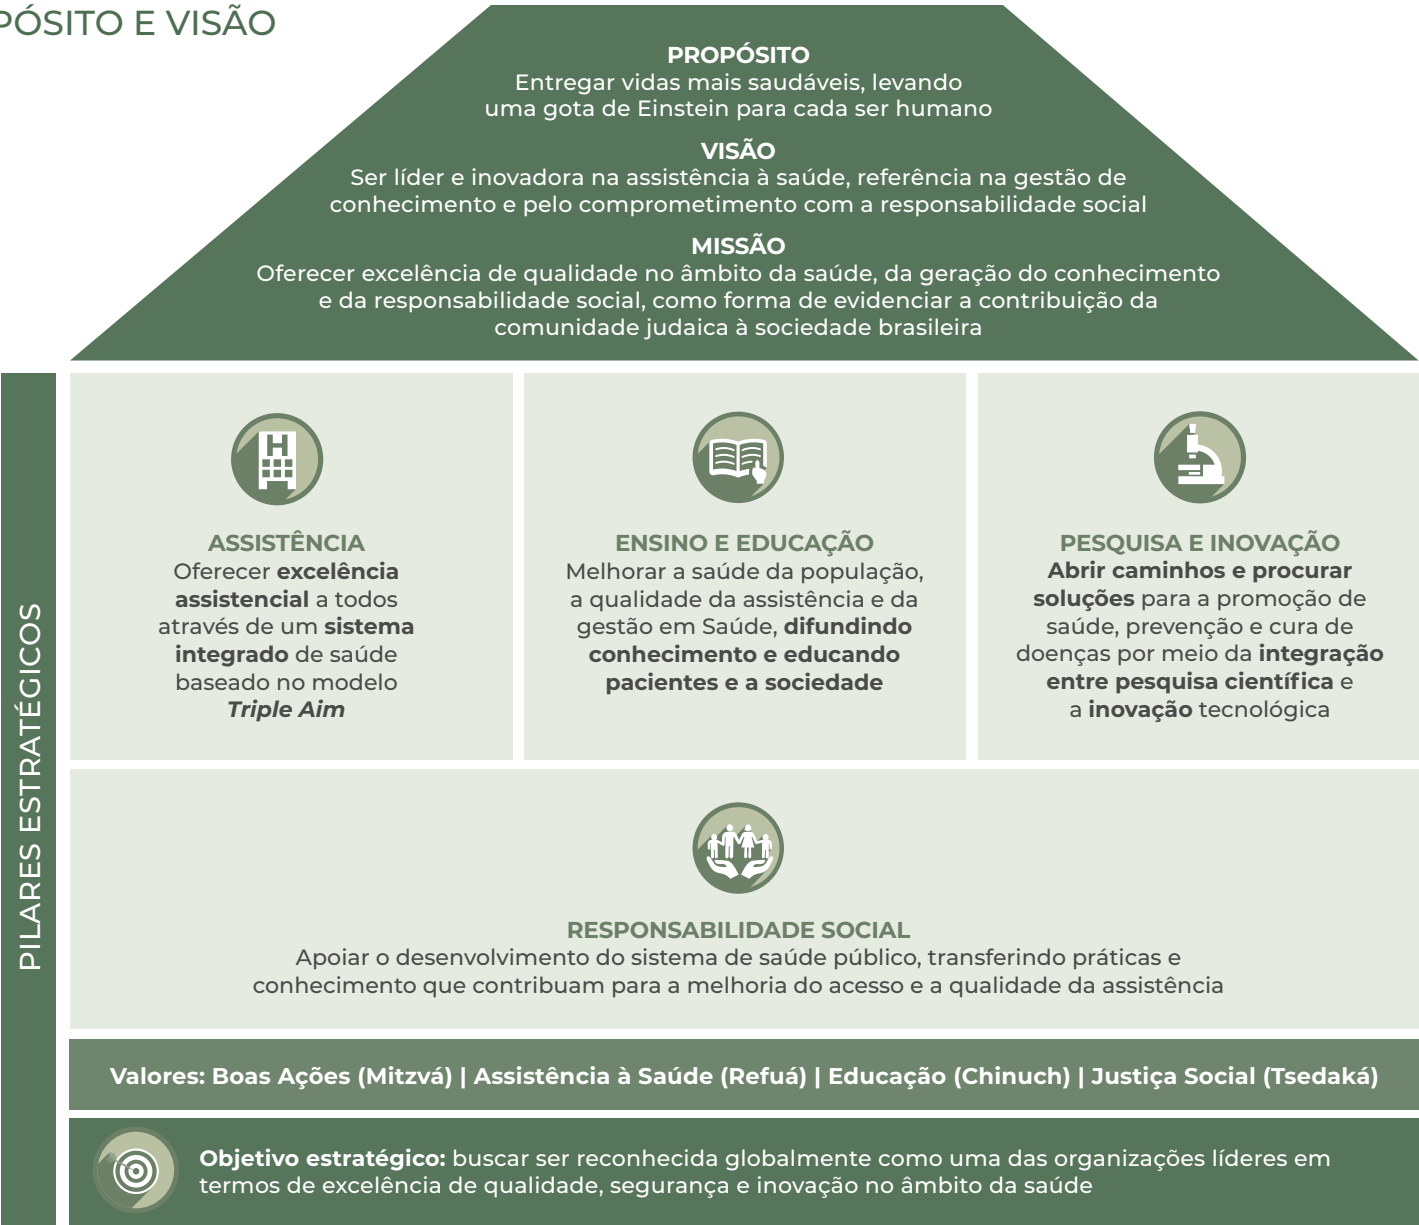 PÓSITO E VISÃO
PROPÓSITO
Entregar vidas mais saudáveis, levando
uma gota de Einstein para cada ser humano
VISÃO
Ser líder e inovadora na assistência à saúde, referência na gestão de
conhecimento e pelo comprometimento com a responsabilidade social
MISSÃO
Oferecer excelência de qualidade no âmbito da saúde, da geração do conhecimento
e da responsabilidade social, como forma de evidenciar a contribuição da
comunidade judaica à sociedade brasileira
PILARES ESTRATÉGICOS
H
ASSISTÊNCIA
Oferecer excelência
assistencial a todos
através de um sistema
integrado de saúde
baseado no modelo
Triple Aim
ENSINO E EDUCAÇÃO
Melhorar a saúde da população,
a qualidade da assistência e da
gestão em Saúde, difundindo
conhecimento e educando
pacientes e a sociedade
PESQUISA E INOVAÇÃO
Abrir caminhos e procurar
soluções para a promoção de
saúde, prevenção e cura de
doenças por meio da integração
entre pesquisa científica e
a inovação tecnológica
RESPONSABILIDADE SOCIAL
Apoiar o desenvolvimento do sistema de saúde público, transferindo práticas e
conhecimento que contribuam para a melhoria do acesso e a qualidade da assistência
Valores: Boas Ações (Mitzvá) | Assistência à Saúde (Refuá) | Educação (Chinuch) | Justiça Social (Tsedaká)
Objetivo estratégico: buscar ser reconhecida globalmente como uma das organizações líderes em
termos de excelência de qualidade, segurança e inovação no âmbito da saúde